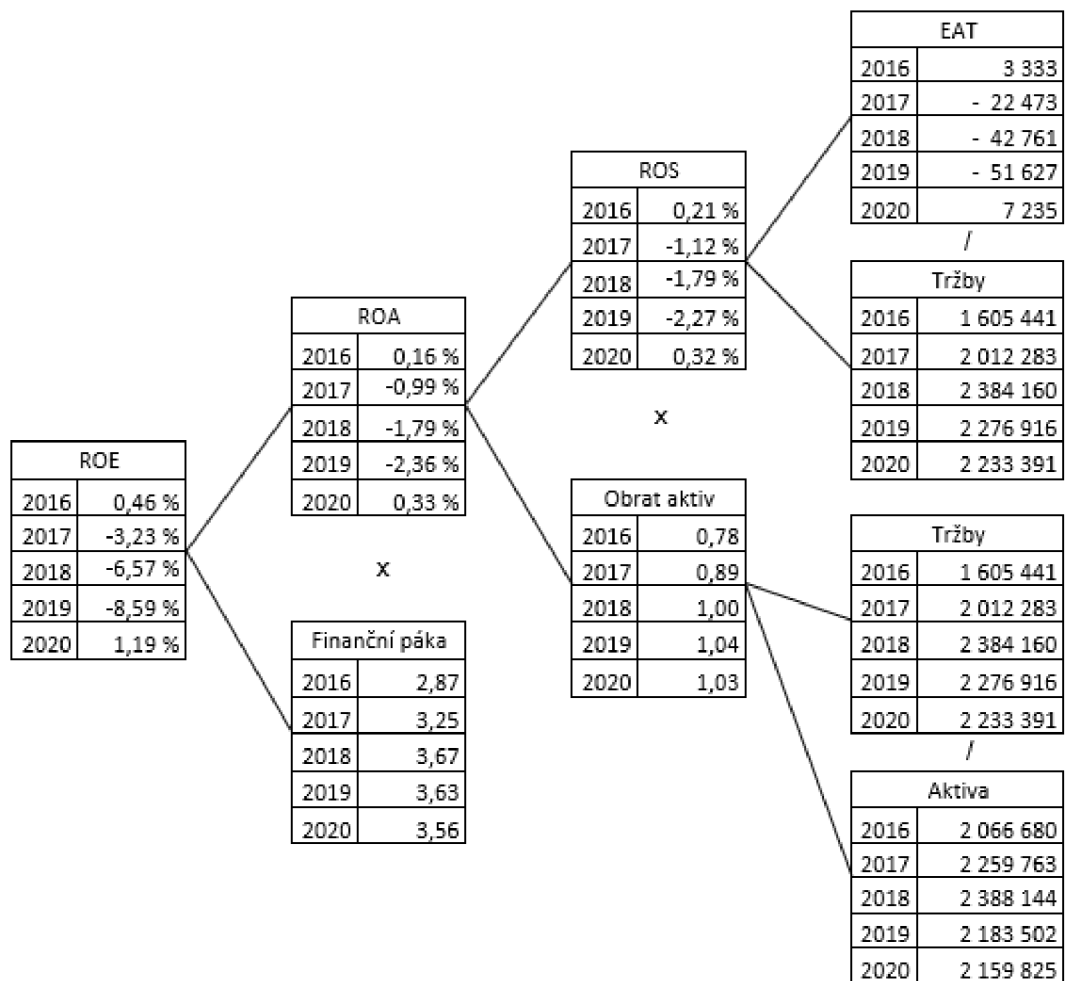 EAT
2016 3 333
2017 - 22 473
2018 - 42 761
2019 - 51 627
2020 7 235
/
Tržby
2016 1 605 441
2017 2 012 283
2018 2 384 160
2019 2 276 916
2020 2 233 391
ROS
2016 0,21 %
2017 -1,12 %
2018 -1,79 %
2019 -2,27 %
2020 0,32 %
x
ROA
2016 0,16 %
2017 -0,99 %
2018 -1,79 %
2019 -2,36 %
2020 0,33 %
x
ROE
2016 0,46 %
2017 -3,23 %
2018 -6,57 %
2019 -8,59 %
2020 1,19 %
Finanční páka
2016 2,87
2017 3,25
2018 3,67
2019 3,63
2020 3,56
Obrat aktiv
2016 0,78
2017 0,89
2018 1,00
2019 1,04
2020 1,03
Tržby
2016 1 605 441
2017 2 012 283
2018 2 384 160
2019 2 276 916
2020 2 233 391
/
Aktiva
2016 2 066 680
2017 2 259 763
2018 2 388 144
2019 2 183 502
2020 2 159 825